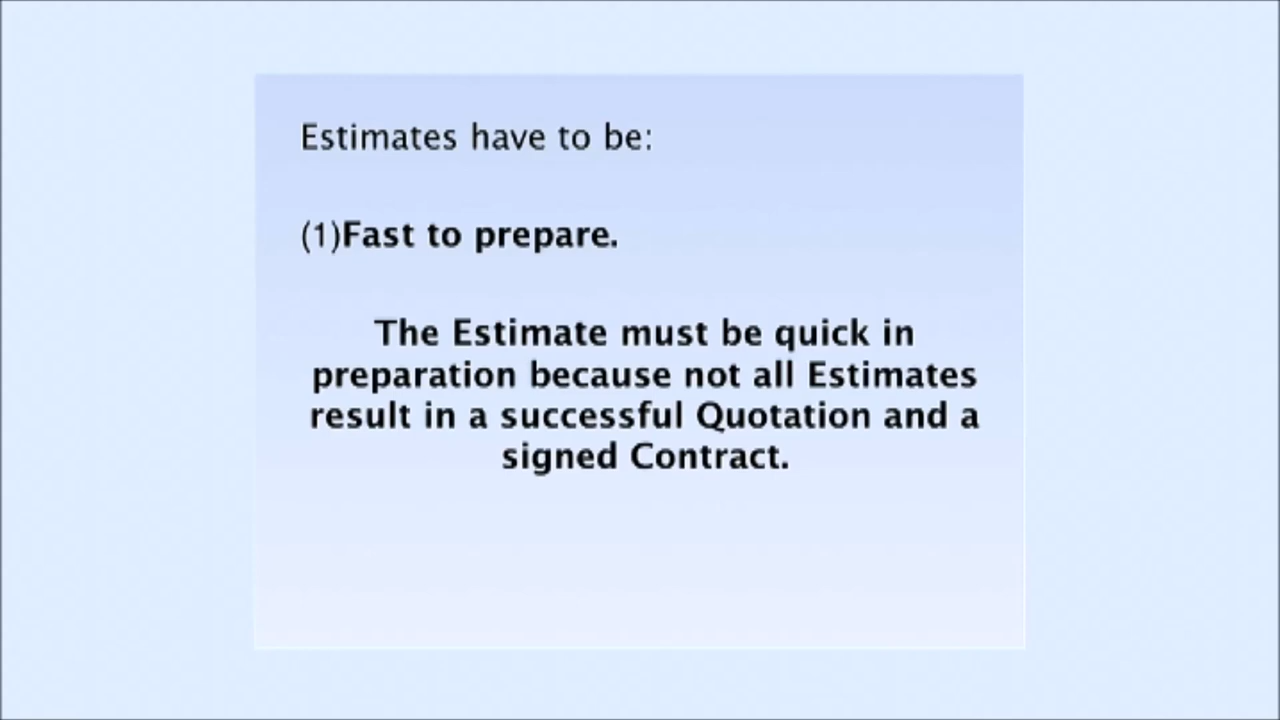 Estimates have to be:
(1)Fast to prepare.
The Estimate must be quick in
preparation because not all Estimates
result in a successful Quotation and a
signed Contract.